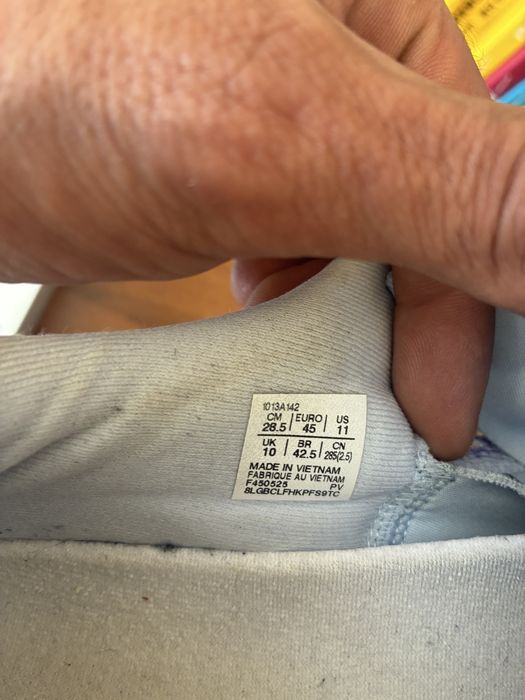 1013A142
CM | EURO | US
28.5 | 45 | 11
UK | BR | CN
10 | 42.5 | 285(2.5)
MADE IN VIETNAM
FABRIQUE AU VIETNAM
F450525 PV
8LGBCLFHKPFS9TC